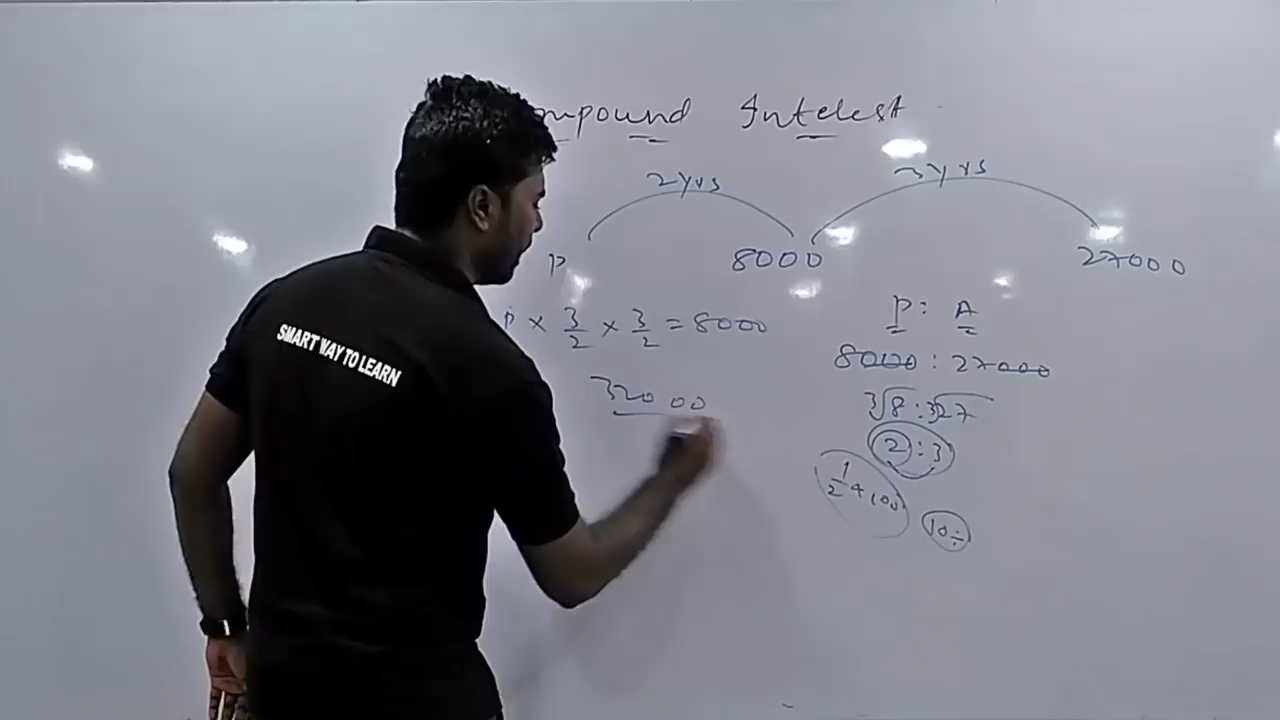 mpound Interest
2yrs
3yrs
P
8000
27000
P × 3/2 × 3/2 = 8000
32000
P : A
8000 : 27000
∛8 : ∛27
2 : 3
1/2 × 100
SMART WAY TO LEARN